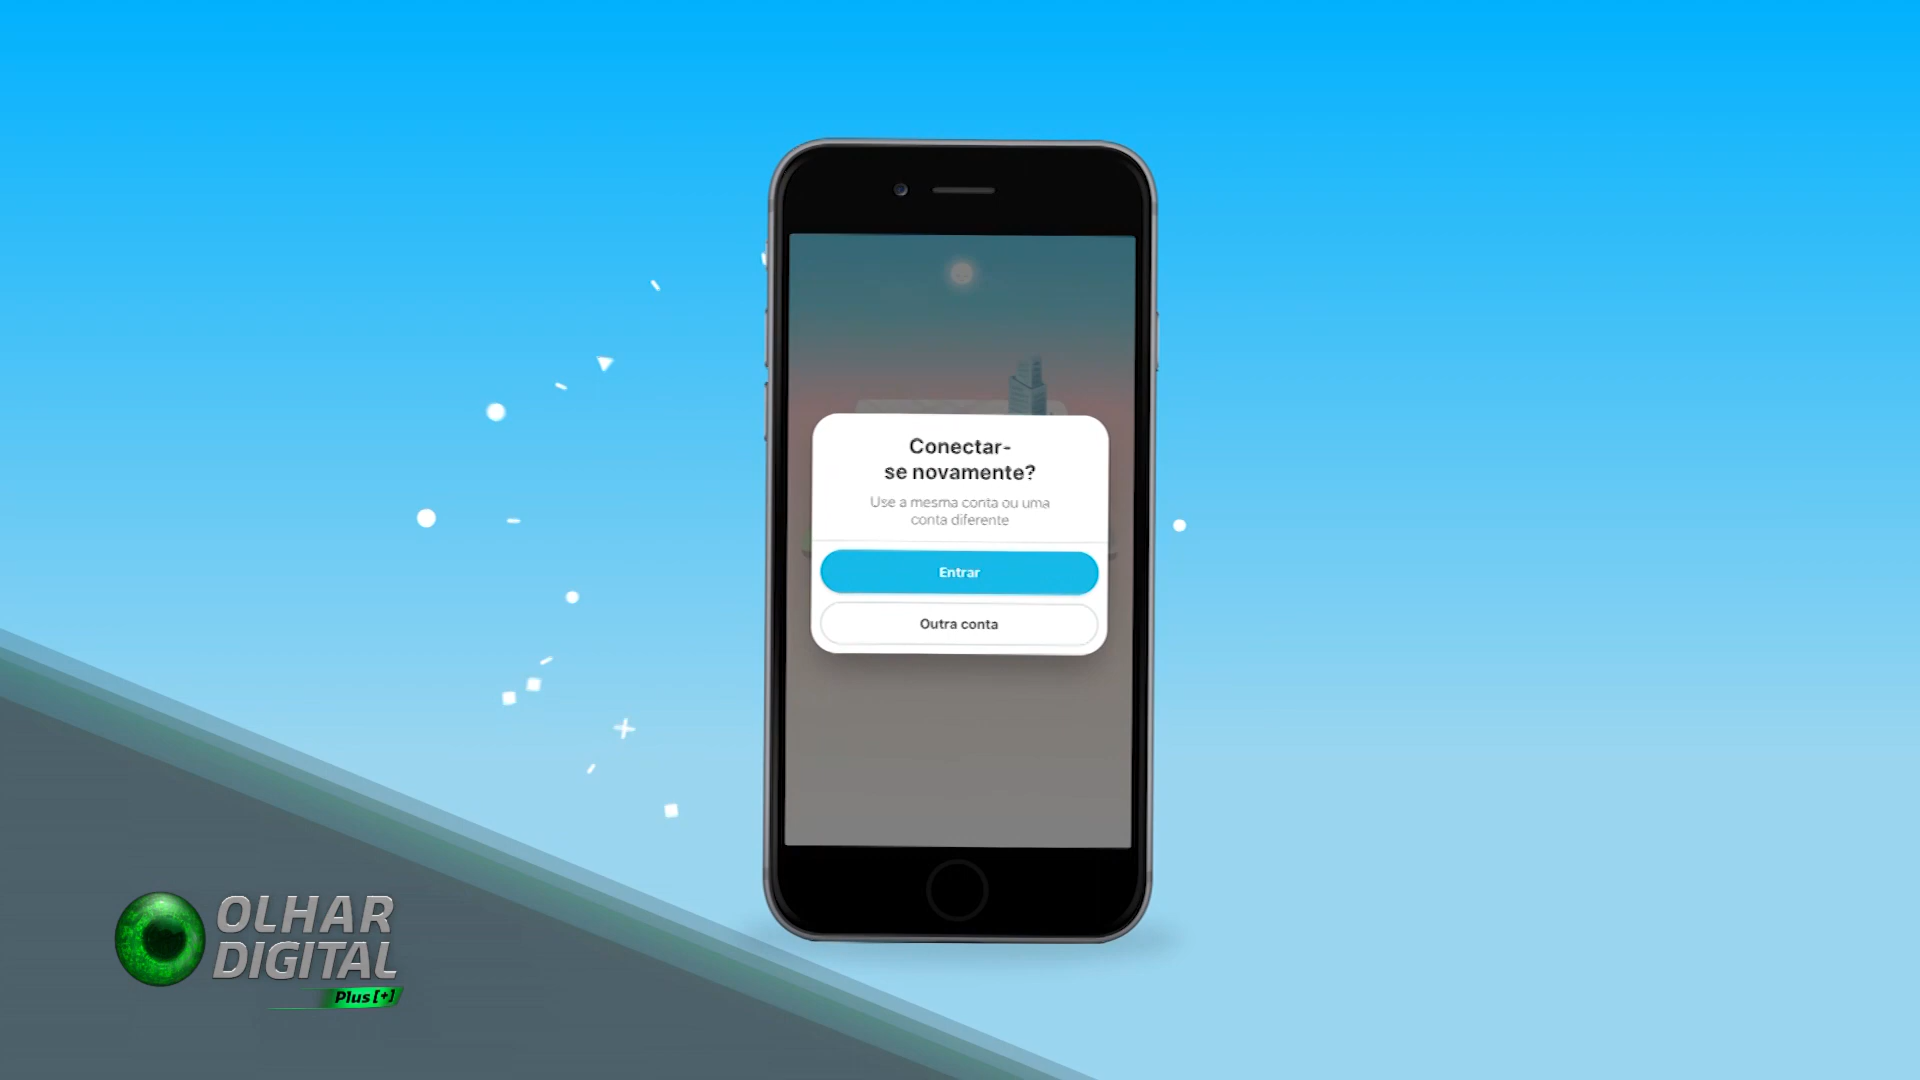 Conectar-
se novamente?
Use a mesma conta ou uma
conta diferente
Entrar
Outra conta
OLHAR
DIGITAL
Plus[+]